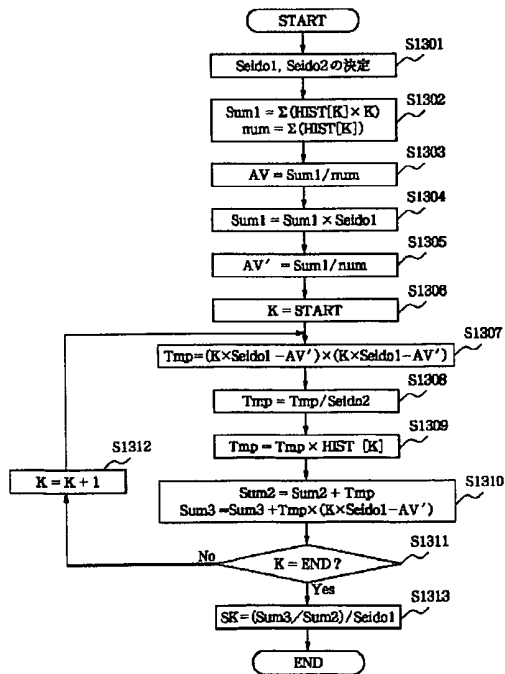 START
S1301
Seido1, Seido2の決定
S1302
Sum1 = Σ(HIST[K]×K)
num = Σ(HIST[K])
S1303
AV = Sum1/num
S1304
Sum1 = Sum1 × Seido1
S1305
AV′ = Sum1/num
S1306
K = START
S1307
Tmp=(K×Seido1−AV′)×(K×Seido1−AV′)
S1308
Tmp = Tmp/Seido2
S1309
Tmp = Tmp × HIST [K]
S1312
K = K + 1
S1310
Sum2 = Sum2 + Tmp
Sum3 =Sum3 +Tmp×(K×Seido1−AV′)
S1311
No
K = END ?
Yes
S1313
SK=(Sum3/Sum2)/Seido1
END